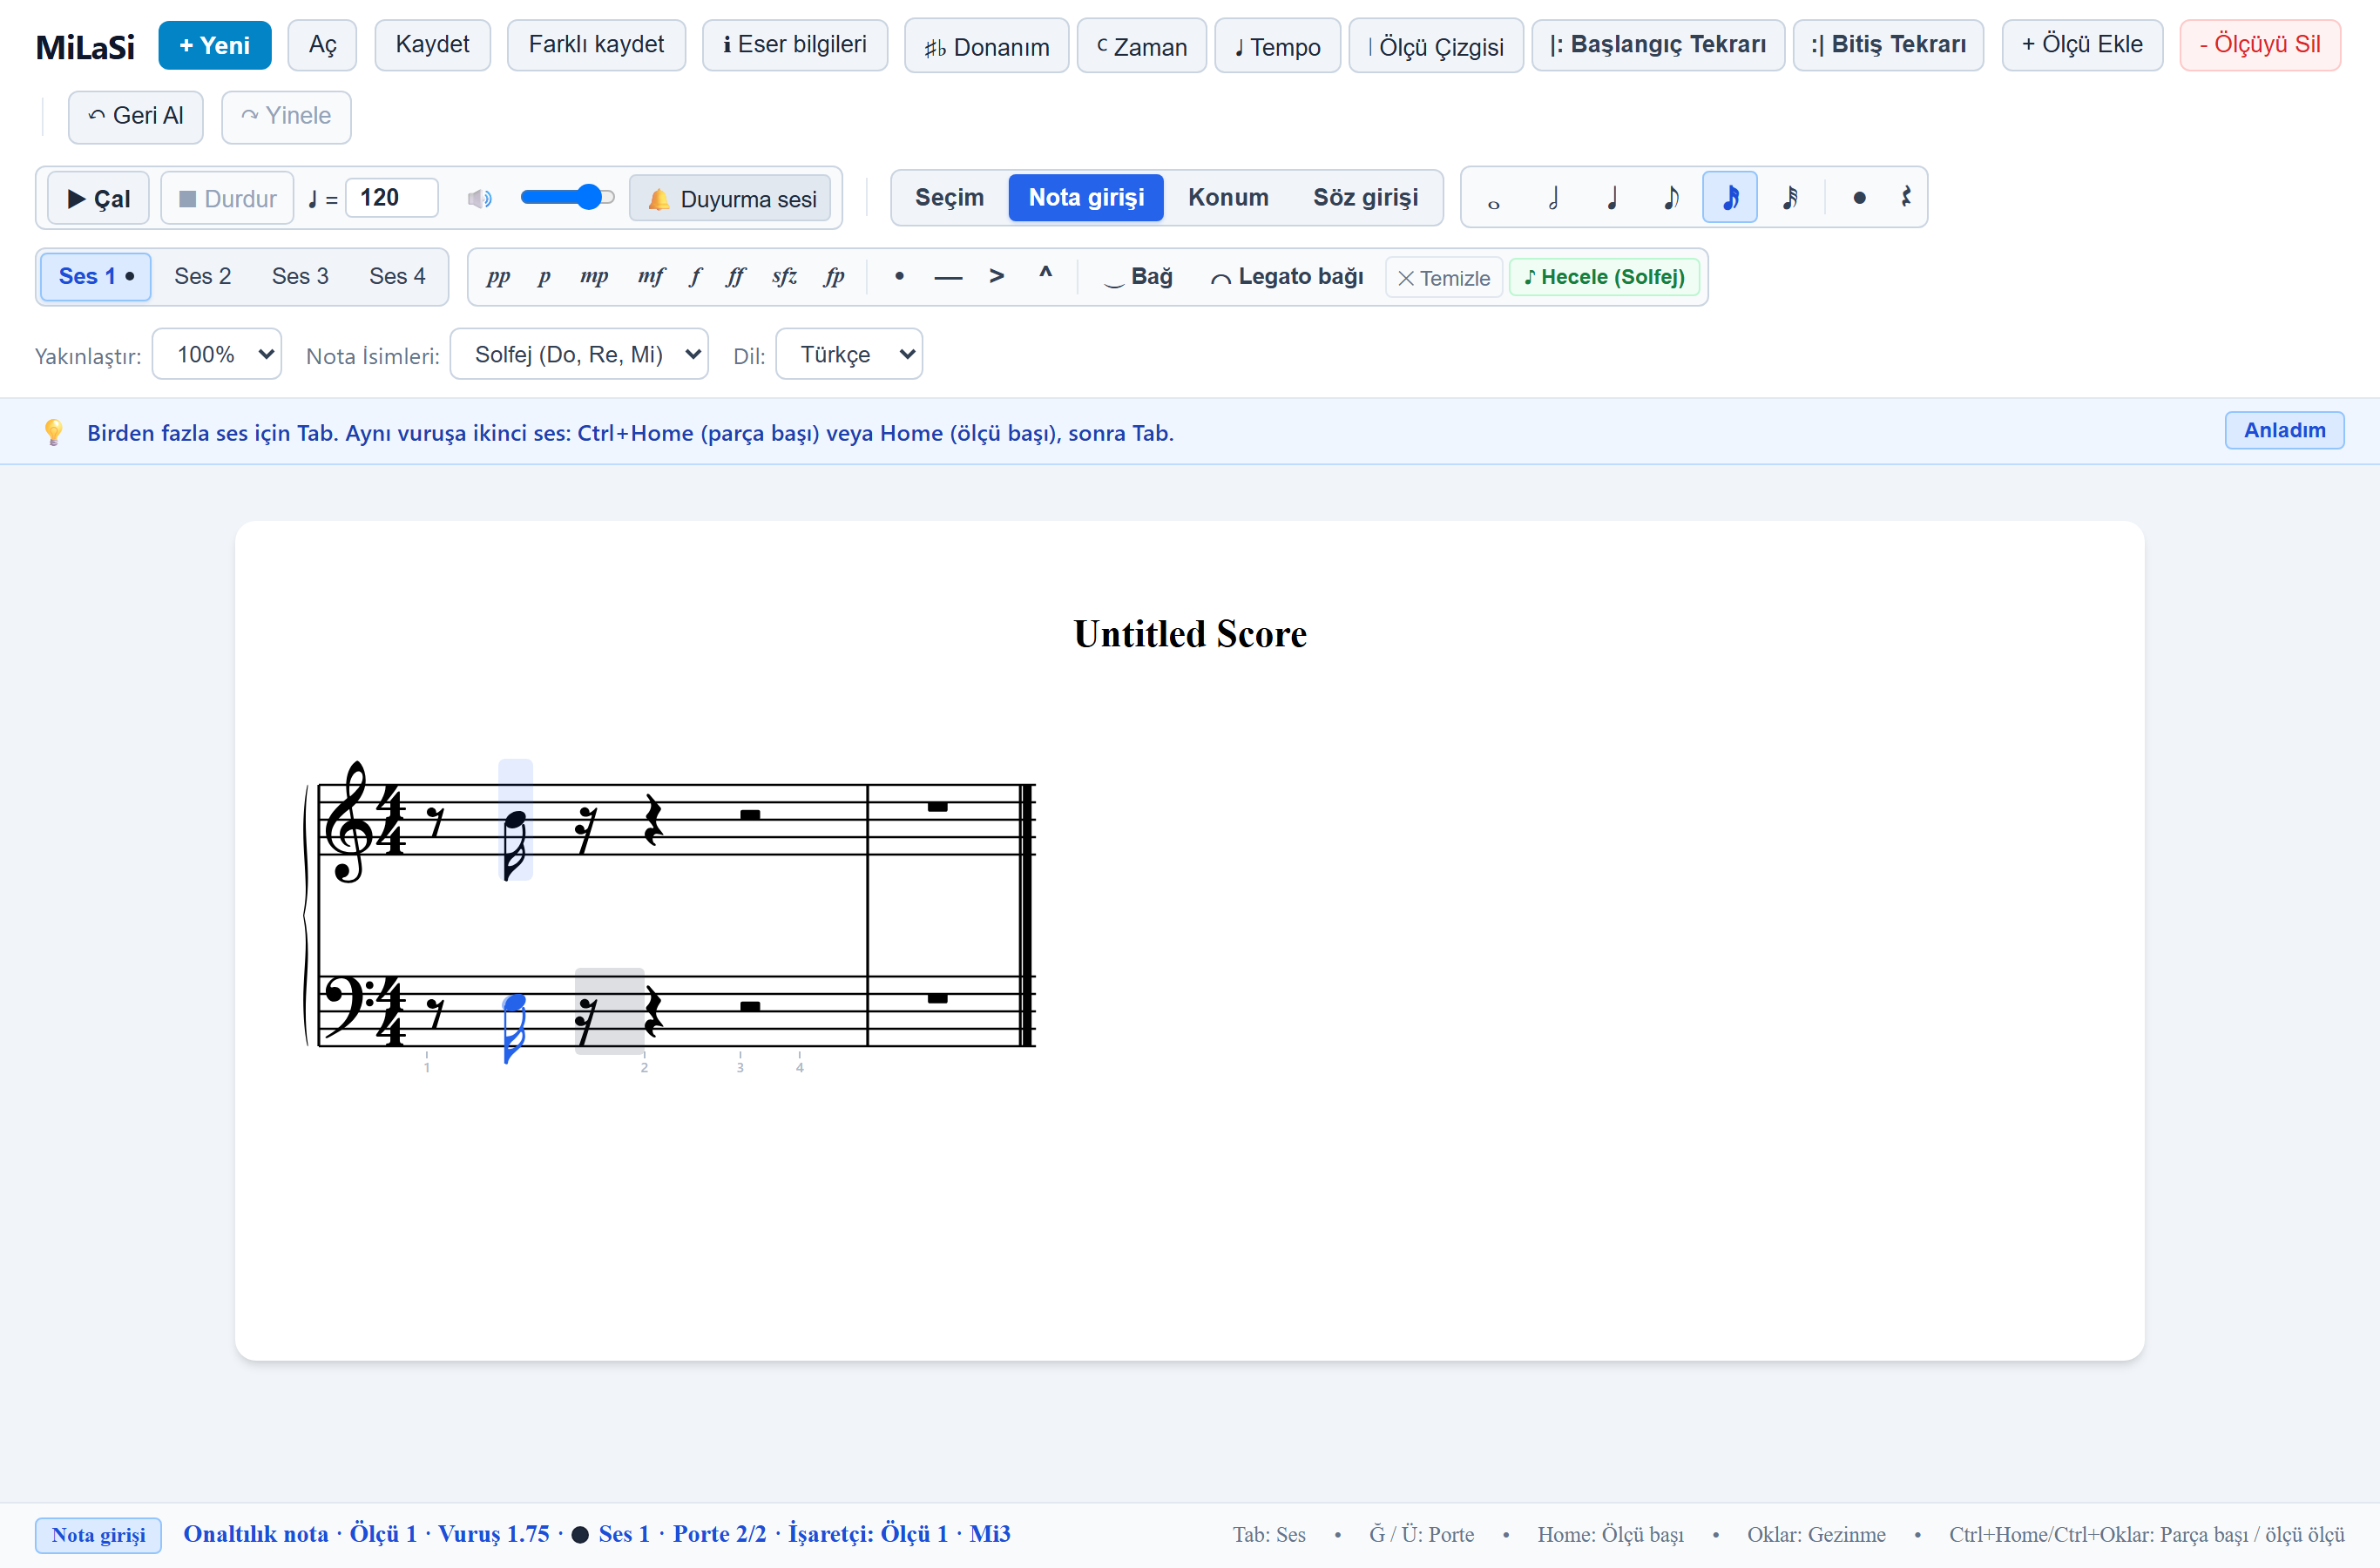 MiLaSi + Yeni Aç Kaydet Farklı kaydet ℹ Eser bilgileri ♯♭ Donanım C Zaman ♩ Tempo | Ölçü Çizgisi |: Başlangıç Tekrarı :| Bitiş Tekrarı + Ölçü Ekle - Ölçüyü Sil
↶ Geri Al ↷ Yinele
▶ Çal ■ Durdur ♩ = 120 🔊 🔔 Duyurma sesi Seçim Nota girişi Konum Söz girişi
Ses 1 • Ses 2 Ses 3 Ses 4 pp p mp mf f ff sfz fp • — > ^ ‿ Bağ ⌒ Legato bağı × Temizle ♪ Hecele (Solfej)
Yakınlaştır: 100% Nota İsimleri: Solfej (Do, Re, Mi) Dil: Türkçe
💡 Birden fazla ses için Tab. Aynı vuruşa ikinci ses: Ctrl+Home (parça başı) veya Home (ölçü başı), sonra Tab. Anladım
Untitled Score
4 4
4 4
1 2 3 4
Nota girişi Onaltılık nota · Ölçü 1 · Vuruş 1.75 · ● Ses 1 · Porte 2/2 · İşaretçi: Ölçü 1 · Mi3 Tab: Ses • Ğ / Ü: Porte • Home: Ölçü başı • Oklar: Gezinme • Ctrl+Home/Ctrl+Oklar: Parça başı / ölçü ölçü